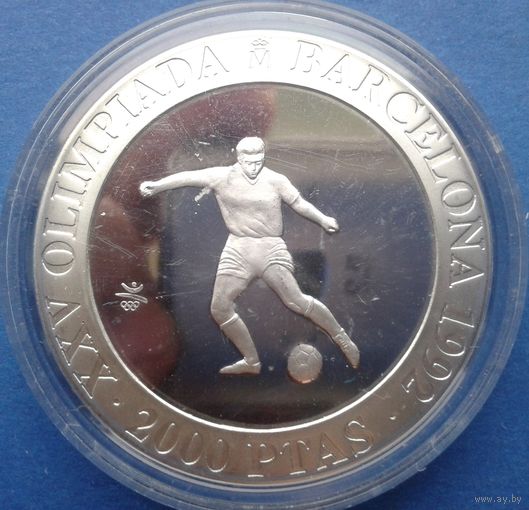 XXV OLIMPIADA M BARCELONA 1992 · 2000 PTAS ·
www.ay.by